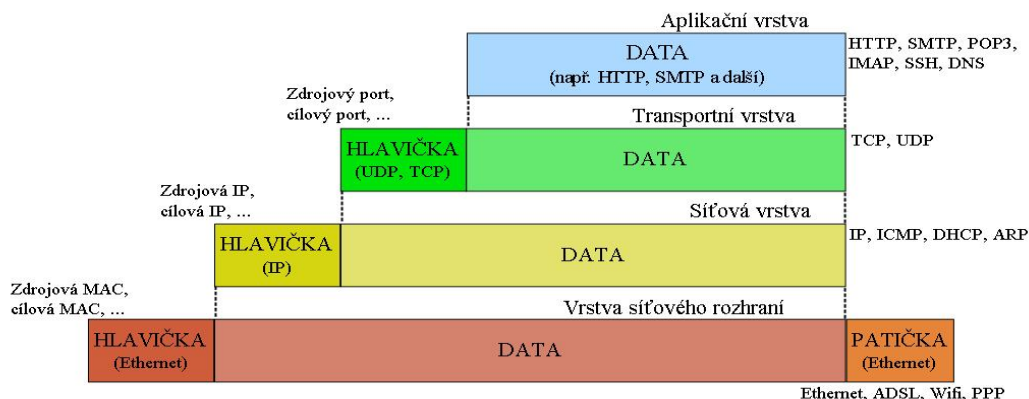 Aplikační vrstva
DATA
(např. HTTP, SMTP a další)
HTTP, SMTP, POP3,
IMAP, SSH, DNS
Zdrojový port,
cílový port, ...
Transportní vrstva
HLAVIČKA
(UDP, TCP)
DATA
TCP, UDP
Zdrojová IP,
cílová IP, ...
Síťová vrstva
HLAVIČKA
(IP)
DATA
IP, ICMP, DHCP, ARP
Zdrojová MAC,
cílová MAC, ...
Vrstva síťového rozhraní
HLAVIČKA
(Ethernet)
DATA
PATIČKA
(Ethernet)
Ethernet, ADSL, Wifi, PPP